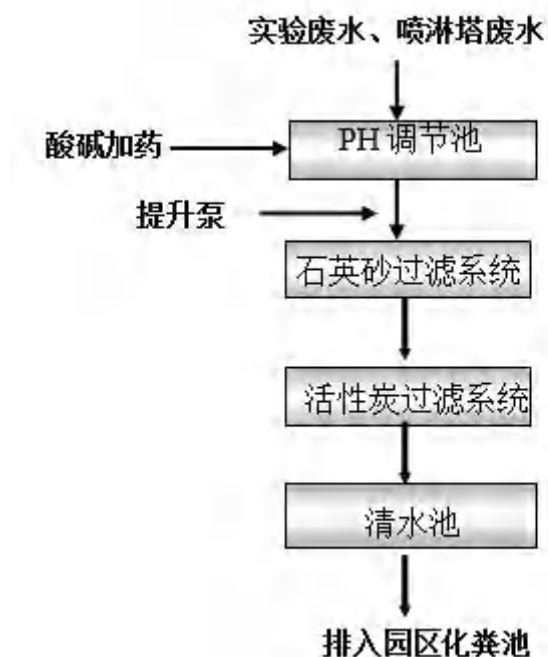 实验废水、喷淋塔废水
酸碱加药
PH 调节池
提升泵
石英砂过滤系统
活性炭过滤系统
清水池
排入园区化粪池